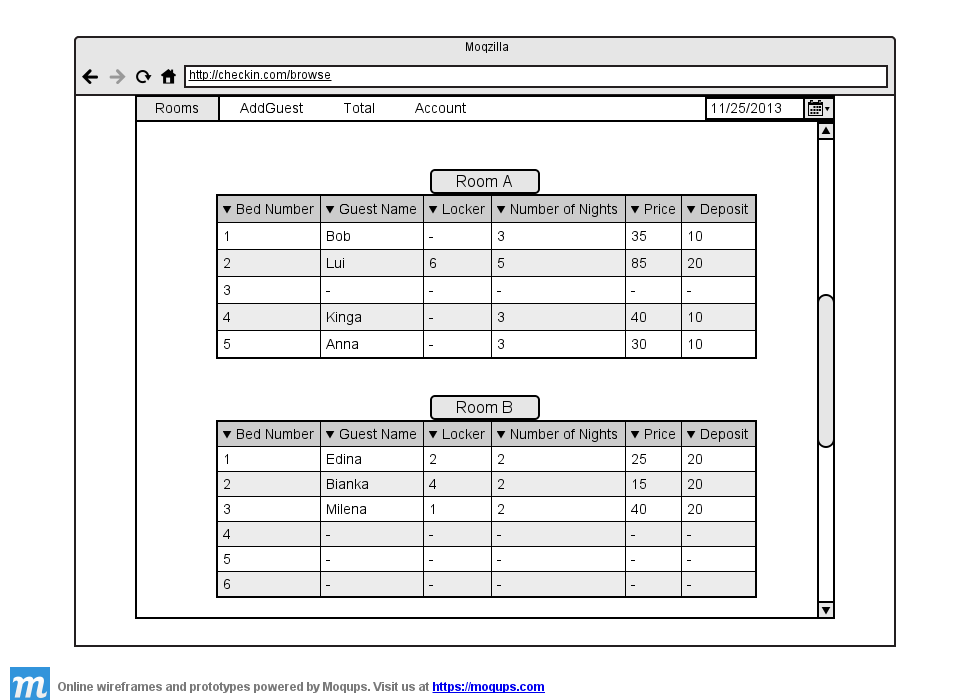 Moqzilla
http://checkin.com/browse
Rooms AddGuest Total Account 11/25/2013
Room A
Bed Number Guest Name Locker Number of Nights Price Deposit
1 Bob - 3 35 10
2 Lui 6 5 85 20
3 - - - - -
4 Kinga - 3 40 10
5 Anna - 3 30 10
Room B
Bed Number Guest Name Locker Number of Nights Price Deposit
1 Edina 2 2 25 20
2 Bianka 4 2 15 20
3 Milena 1 2 40 20
4 - - - - -
5 - - - - -
6 - - - - -
m Online wireframes and prototypes powered by Moqups. Visit us at https://moqups.com